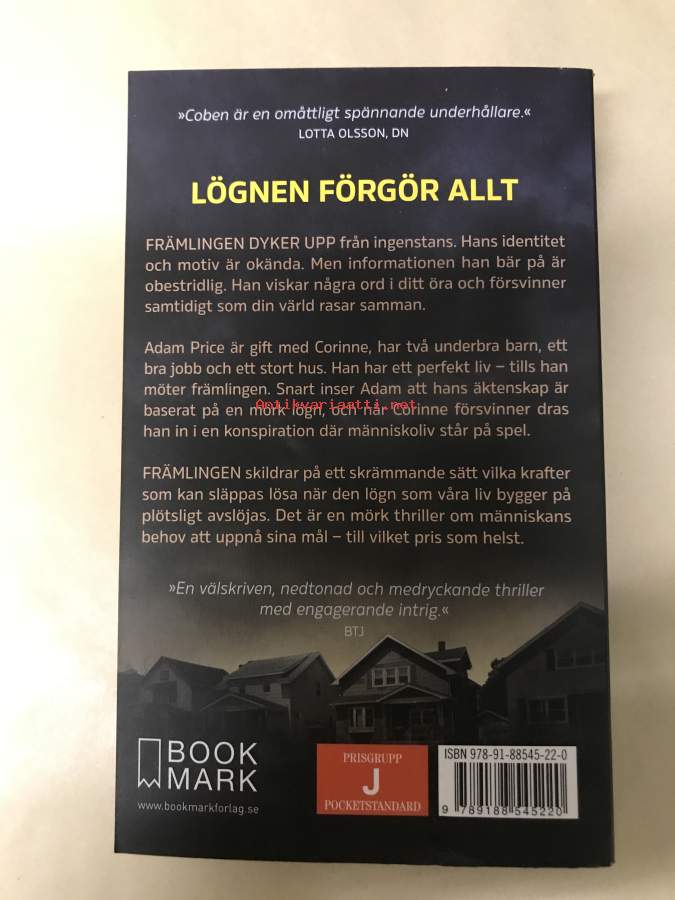 »Coben är en omåttligt spännande underhållare.«
LOTTA OLSSON, DN
LÖGNEN FÖRGÖR ALLT
FRÄMLINGEN DYKER UPP från ingenstans. Hans identitet
och motiv är okända. Men informationen han bär på är
obestridlig. Han viskar några ord i ditt öra och försvinner
samtidigt som din värld rasar samman.
Adam Price är gift med Corinne, har två underbra barn, ett
bra jobb och ett stort hus. Han har ett perfekt liv – tills han
möter främlingen. Snart inser Adam att hans äktenskap är
baserat på en mörk lögn, och när Corinne försvinner dras
Antikvariaatti.net
han in i en konspiration där människoliv står på spel.
FRÄMLINGEN skildrar på ett skrämmande sätt vilka krafter
som kan släppas lösa när den lögn som våra liv bygger på
plötsligt avslöjas. Det är en mörk thriller om människans
behov att uppnå sina mål – till vilket pris som helst.
»En välskriven, nedtonad och medryckande thriller
med engagerande intrig.«
BTJ
BOOK
MARK
www.bookmarkforlag.se
PRISGRUPP
J
POCKETSTANDARD
ISBN 978-91-88545-22-0
9 789188 545220